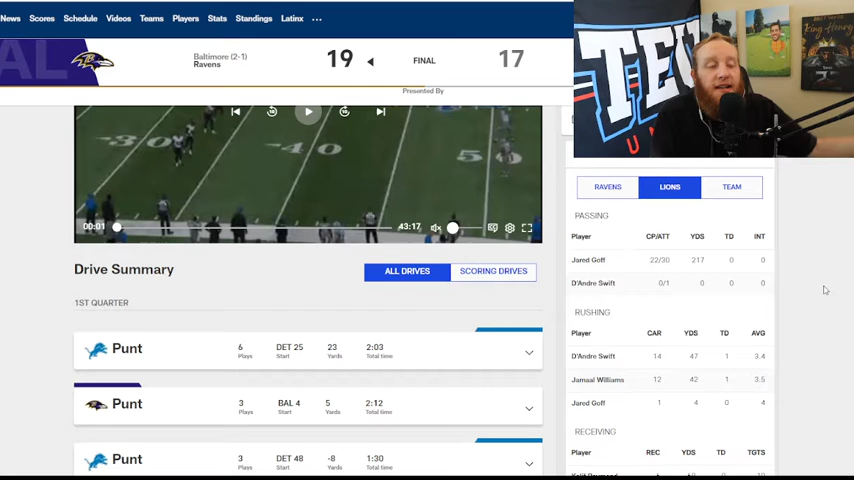 News Scores Schedule Videos Teams Players Stats Standings Latinx ...
Baltimore (2-1)
Ravens
19
FINAL
17
Presented By
30 40 5
00:01
43:17
Drive Summary
ALL DRIVES
SCORING DRIVES
1ST QUARTER
Punt
6
Plays
DET 25
Start
23
Yards
2:03
Total time
Punt
3
Plays
BAL 4
Start
5
Yards
2:12
Total time
Punt
3
Plays
DET 48
Start
-8
Yards
1:30
Total time
RAVENS
LIONS
TEAM
PASSING
Player CP/ATT YDS TD INT
Jared Goff 22/30 217 0 0
D'Andre Swift 0/1 0 0 0
RUSHING
Player CAR YDS TD AVG
D'Andre Swift 14 47 1 3.4
Jamaal Williams 12 42 1 3.5
Jared Goff 1 4 0 4
RECEIVING
Player REC YDS TD TGTS
King Henry